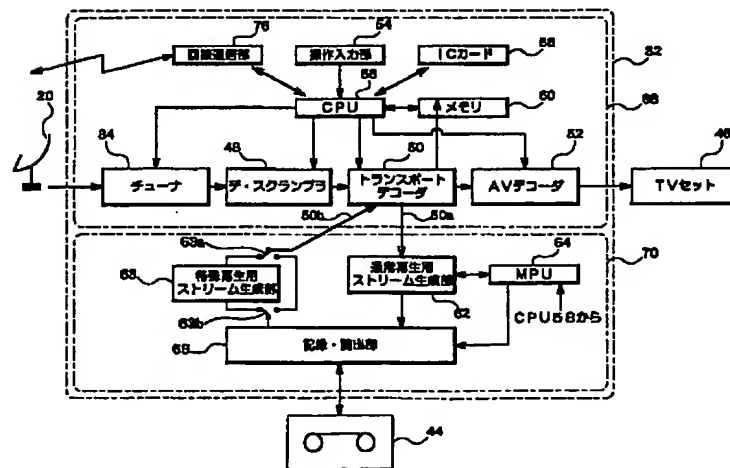 76
54
56
回線通信部
操作入力部
ICカード
52
20
58
CPU
メモリ
60
66
84
48
50
82
46
チューナ
デ・スクランブラ
トランスポート
デコーダ
AVデコーダ
TVセット
50b
50a
63a
63
特殊再生用
ストリーム生成部
通常再生用
ストリーム生成部
64
MPU
70
63b
62
CPU58から
68
記録・読出部
44